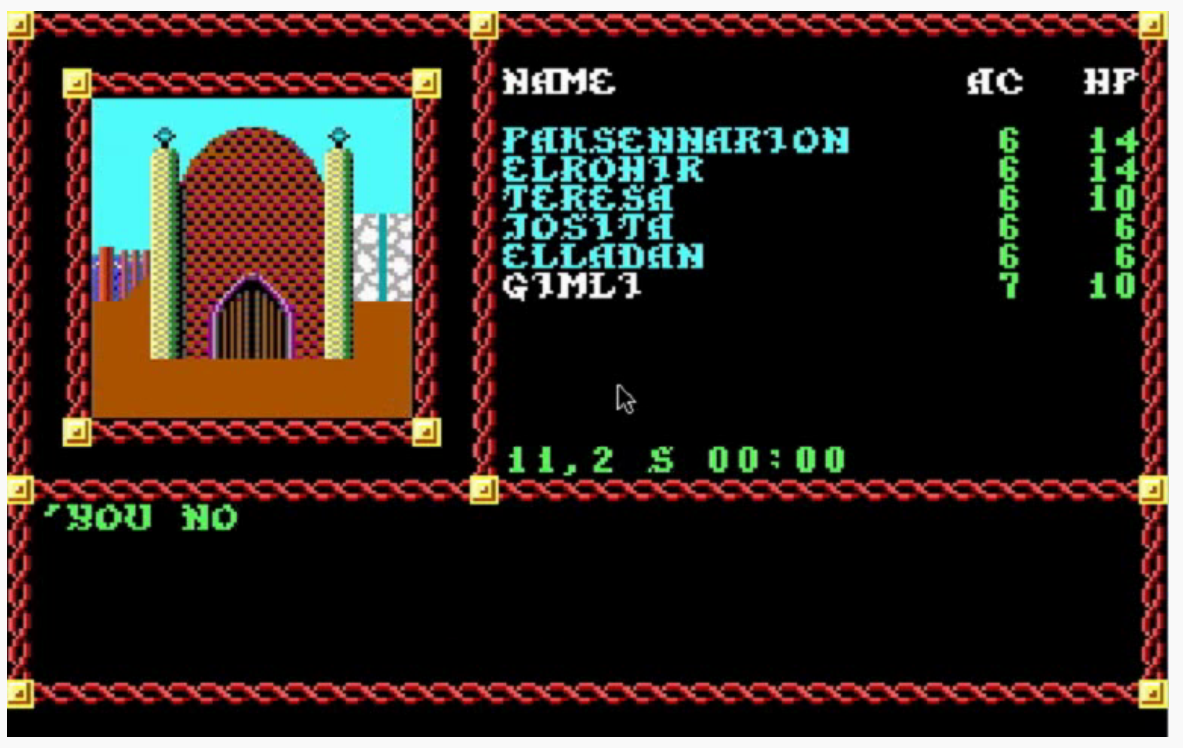 NAME AC HP
PAKSENNARION 6 14
ELROHIR 6 14
TERESA 6 10
JOSITA 6 6
ELLADAN 6 6
GIMLI 7 10
11,2 S 00:00
'YOU NO